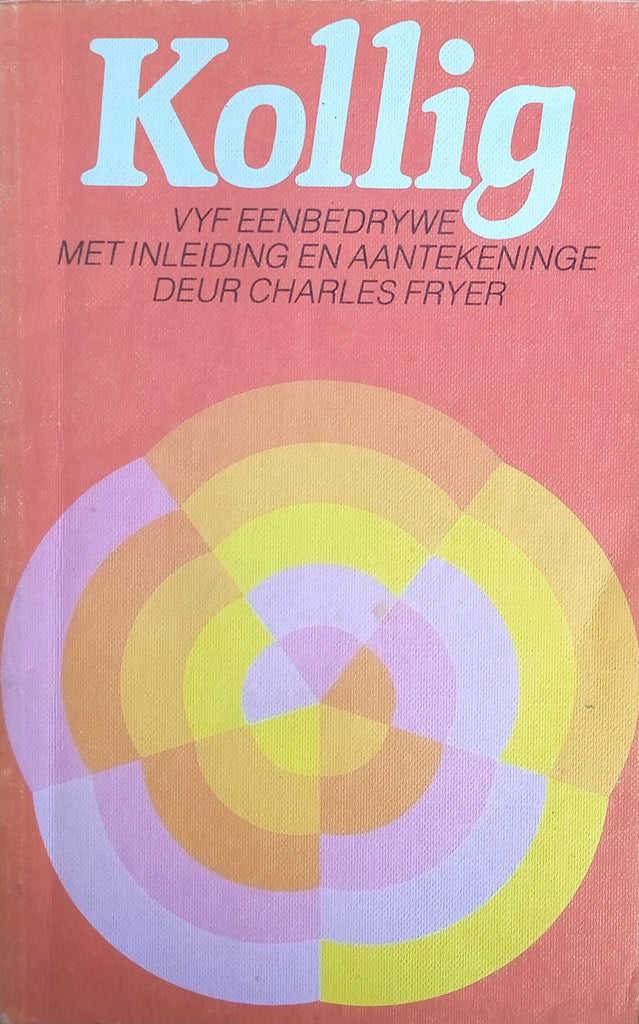 Kollig
VYF EENBEDRYWE
MET INLEIDING EN AANTEKENINGE
DEUR CHARLES FRYER